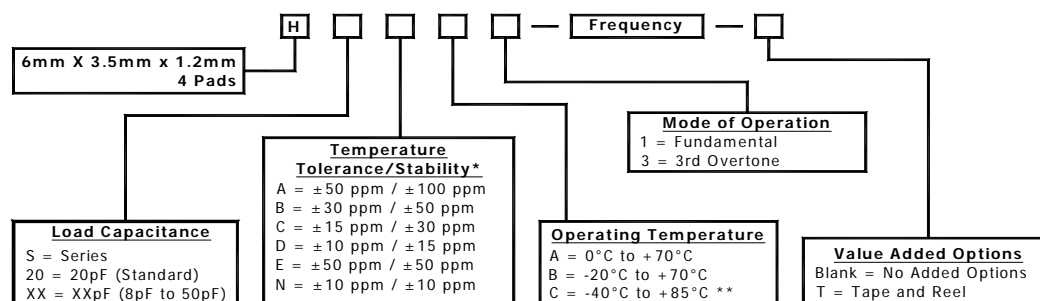 H — Frequency —
6mm X 3.5mm x 1.2mm
4 Pads
Mode of Operation
1 = Fundamental
3 = 3rd Overtone
Temperature
Tolerance/Stability*
A = ±50 ppm / ±100 ppm
B = ±30 ppm / ±50 ppm
C = ±15 ppm / ±30 ppm
D = ±10 ppm / ±15 ppm
E = ±50 ppm / ±50 ppm
N = ±10 ppm / ±10 ppm
Load Capacitance
S = Series
20 = 20pF (Standard)
XX = XXpF (8pF to 50pF)
Operating Temperature
A = 0°C to +70°C
B = -20°C to +70°C
C = -40°C to +85°C **
Value Added Options
Blank = No Added Options
T = Tape and Reel